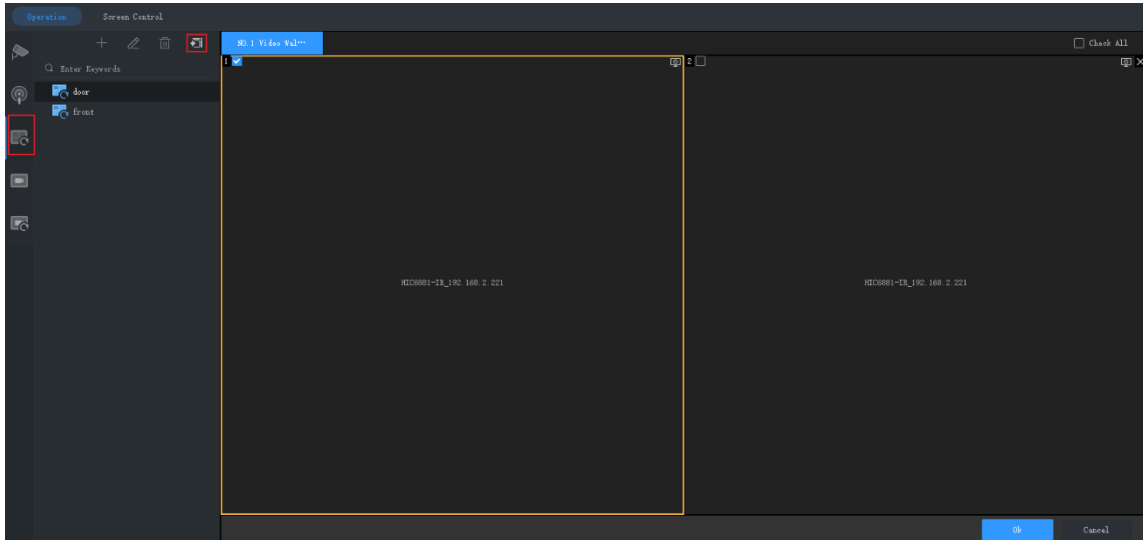 Operation Screen Control
NO.1 Video Wal… Check All
1 2
Enter Keywords
door
front
HIC6881-IR_192.168.2.221 HIC6881-IR_192.168.2.221
Ok Cancel